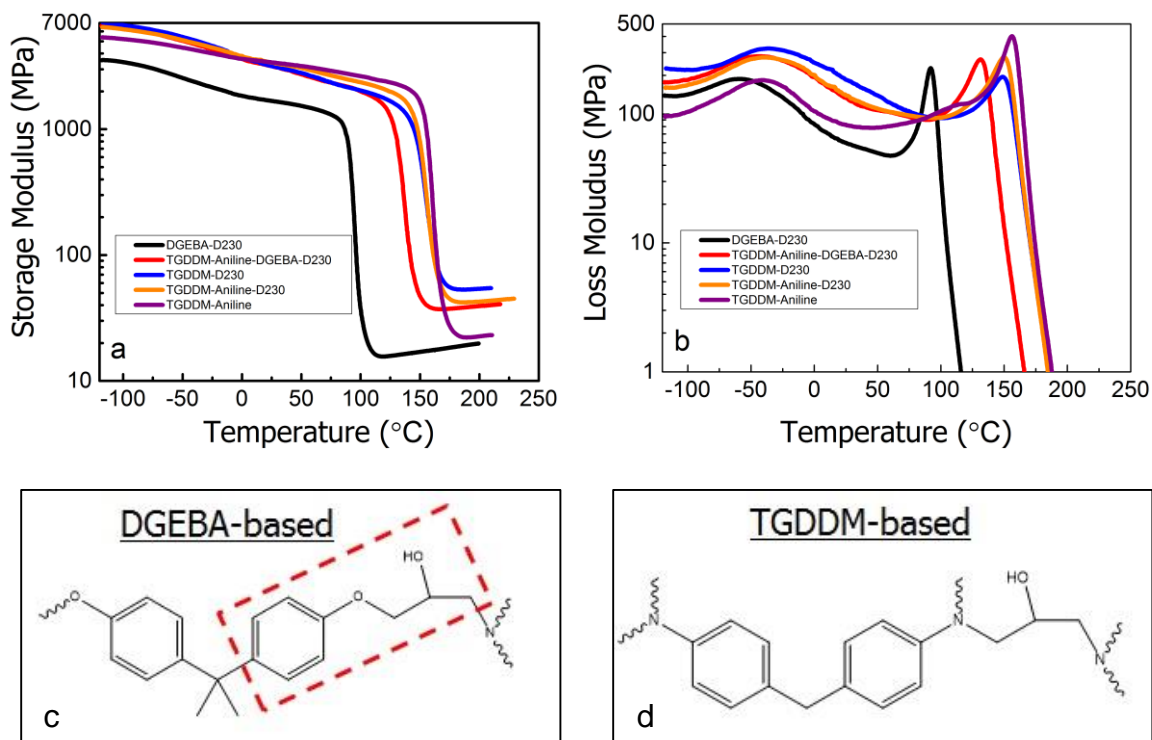 7000
1000
100
10
Storage Modulus (MPa)
DGEBA-D230
TGDDM-Aniline-DGEBA-D230
TGDDM-D230
TGDDM-Aniline-D230
TGDDM-Aniline
a
-100 -50 0 50 100 150 200 250
Temperature (°C)
500
100
10
1
Loss Moludus (MPa)
DGEBA-D230
TGDDM-Aniline-DGEBA-D230
TGDDM-D230
TGDDM-Aniline-D230
TGDDM-Aniline
b
-100 -50 0 50 100 150 200 250
Temperature (°C)
DGEBA-based
HO
O
O
N
c
TGDDM-based
HO
N
N
N
d